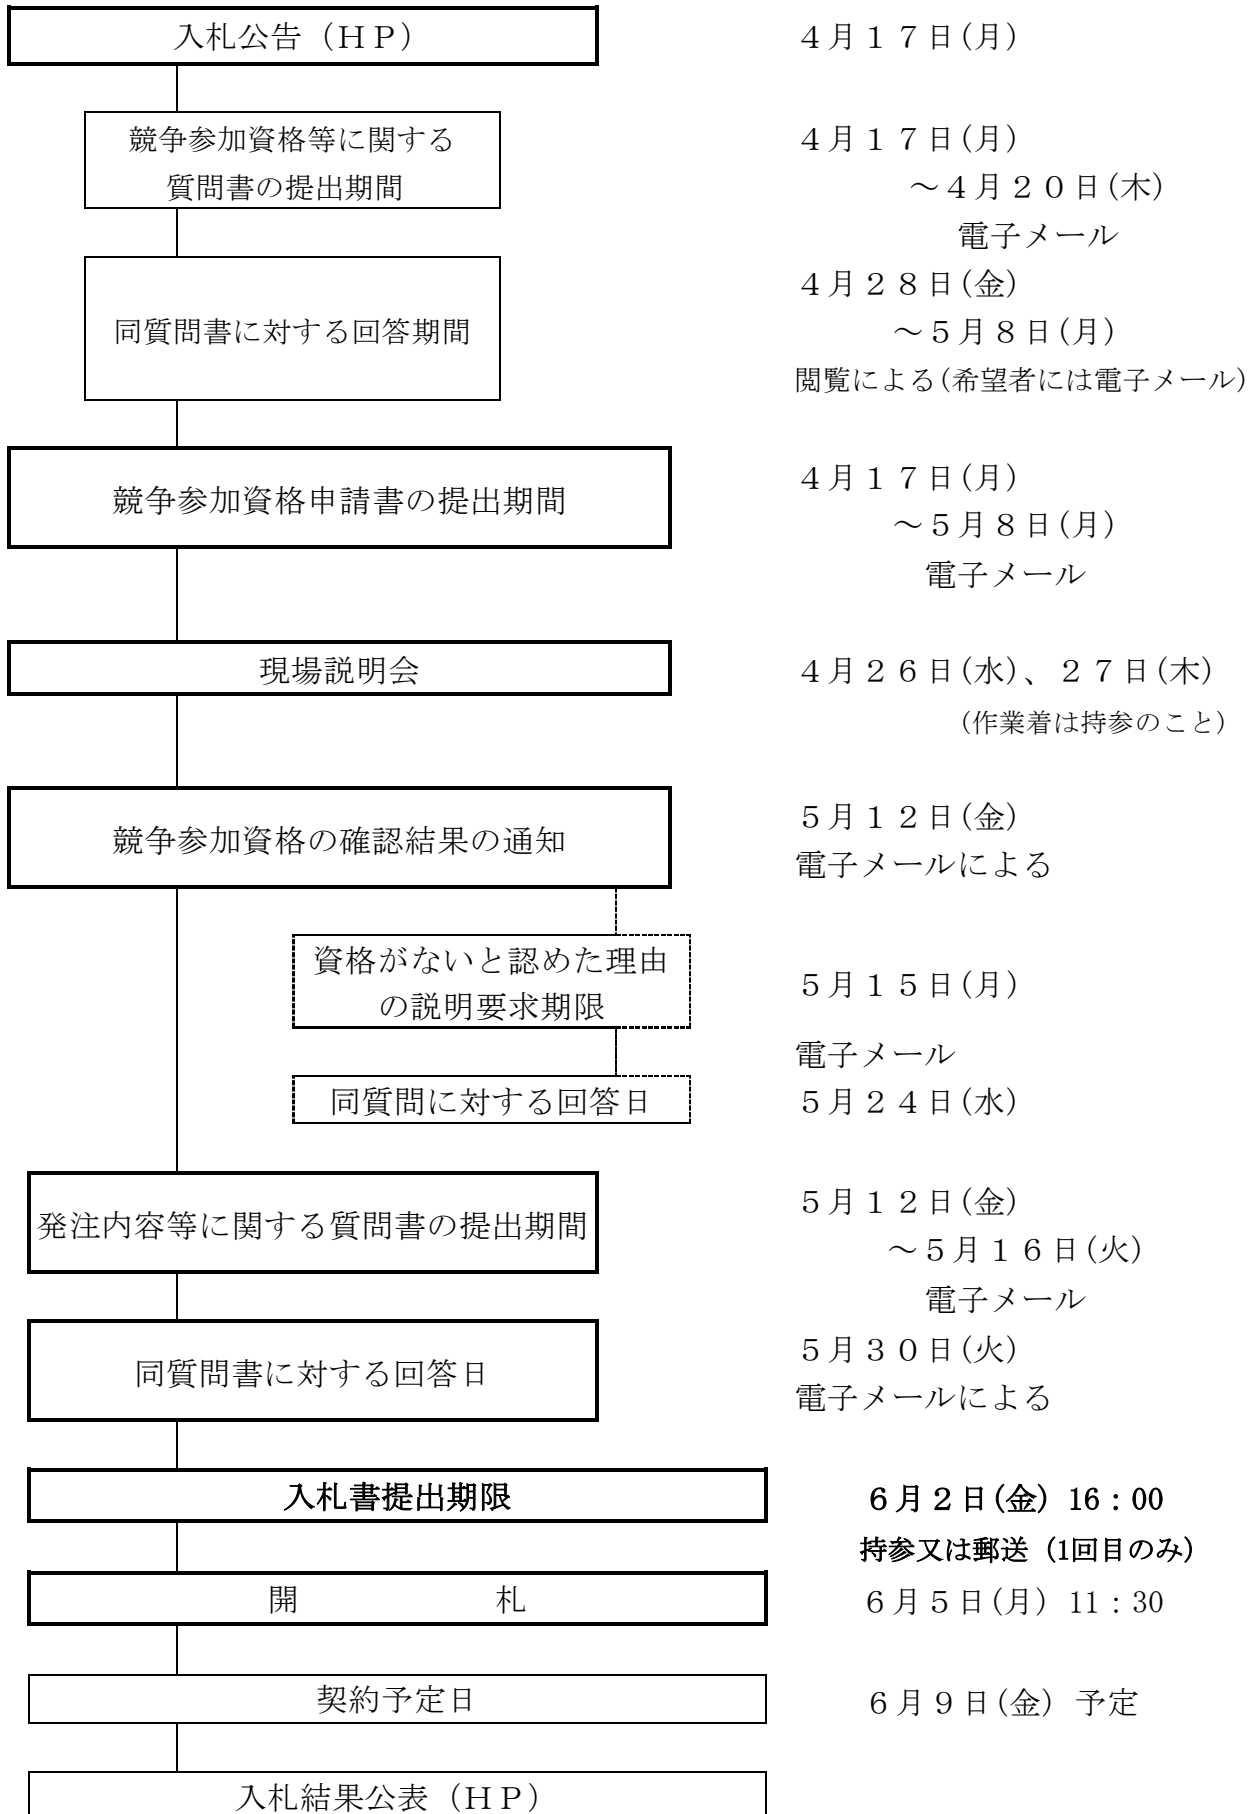 入札公告（ＨＰ）
４月１７日(月)
競争参加資格等に関する
質問書の提出期間
４月１７日(月)
～４月２０日(木)
電子メール
同質問書に対する回答期間
４月２８日(金)
～５月８日(月)
閲覧による(希望者には電子メール)
競争参加資格申請書の提出期間
４月１７日(月)
～５月８日(月)
電子メール
現場説明会
４月２６日(水)、２７日(木)
（作業着は持参のこと）
競争参加資格の確認結果の通知
５月１２日(金)
電子メールによる
資格がないと認めた理由
の説明要求期限
５月１５日(月)
電子メール
同質問に対する回答日
５月２４日(水)
発注内容等に関する質問書の提出期間
５月１２日(金)
～５月１６日(火)
電子メール
同質問書に対する回答日
５月３０日(火)
電子メールによる
入札書提出期限
６月２日(金) 16：00
持参又は郵送（1回目のみ）
開　　　札
６月５日(月) 11：30
契約予定日
６月９日(金) 予定
入札結果公表（ＨＰ）